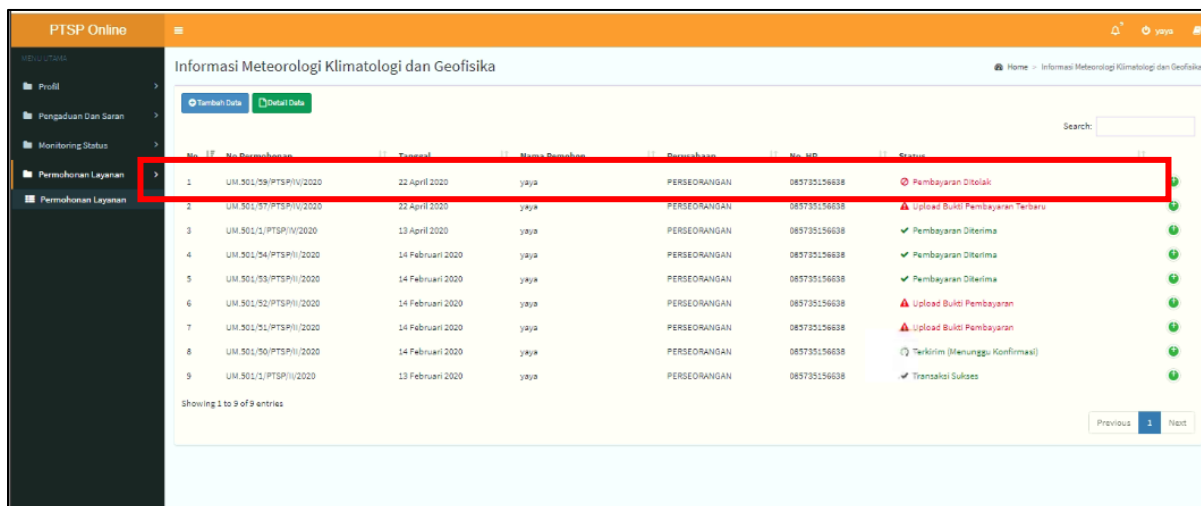 PTSP Online
yaya
MENU UTAMA
Informasi Meteorologi Klimatologi dan Geofisika
Home > Informasi Meteorologi Klimatologi dan Geofisika
Profil
Pengaduan Dan Saran
Monitoring Status
Permohonan Layanan
Permohonan Layanan
Tambah Data Detail Data
Search:
No No Permohonan Tanggal Nama Pemohon Perusahaan No. HP Status
1 UM.501/59/PTSP/IV/2020 22 April 2020 yaya PERSEORANGAN 085735156638 Pembayaran Ditolak
2 UM.501/57/PTSP/IV/2020 22 April 2020 yaya PERSEORANGAN 085735156638 Upload Bukti Pembayaran Terbaru
3 UM.501/1/PTSP/IV/2020 13 April 2020 yaya PERSEORANGAN 085735156638 Pembayaran Diterima
4 UM.501/54/PTSP/II/2020 14 Februari 2020 yaya PERSEORANGAN 085735156638 Pembayaran Diterima
5 UM.501/53/PTSP/II/2020 14 Februari 2020 yaya PERSEORANGAN 085735156638 Pembayaran Diterima
6 UM.501/52/PTSP/II/2020 14 Februari 2020 yaya PERSEORANGAN 085735156638 Upload Bukti Pembayaran
7 UM.501/51/PTSP/II/2020 14 Februari 2020 yaya PERSEORANGAN 085735156638 Upload Bukti Pembayaran
8 UM.501/50/PTSP/II/2020 14 Februari 2020 yaya PERSEORANGAN 085735156638 Terkirim (Menunggu Konfirmasi)
9 UM.501/1/PTSP/II/2020 13 Februari 2020 yaya PERSEORANGAN 085735156638 Transaksi Sukses
Showing 1 to 9 of 9 entries
Previous 1 Next